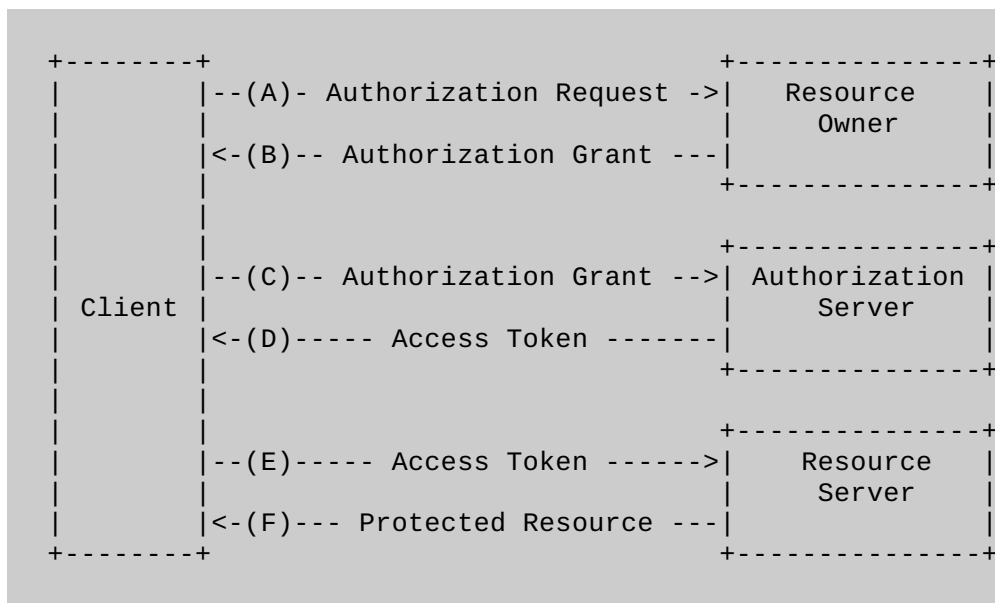 +--------+                               +---------------+
|        |--(A)- Authorization Request ->|   Resource    |
|        |                               |     Owner     |
|        |<-(B)-- Authorization Grant ---|               |
|        |                               +---------------+
|        |
|        |                               +---------------+
|        |--(C)-- Authorization Grant -->| Authorization |
| Client |                               |     Server    |
|        |<-(D)----- Access Token -------|               |
|        |                               +---------------+
|        |
|        |                               +---------------+
|        |--(E)----- Access Token ------>|    Resource   |
|        |                               |     Server    |
|        |<-(F)--- Protected Resource ---|               |
+--------+                               +---------------+